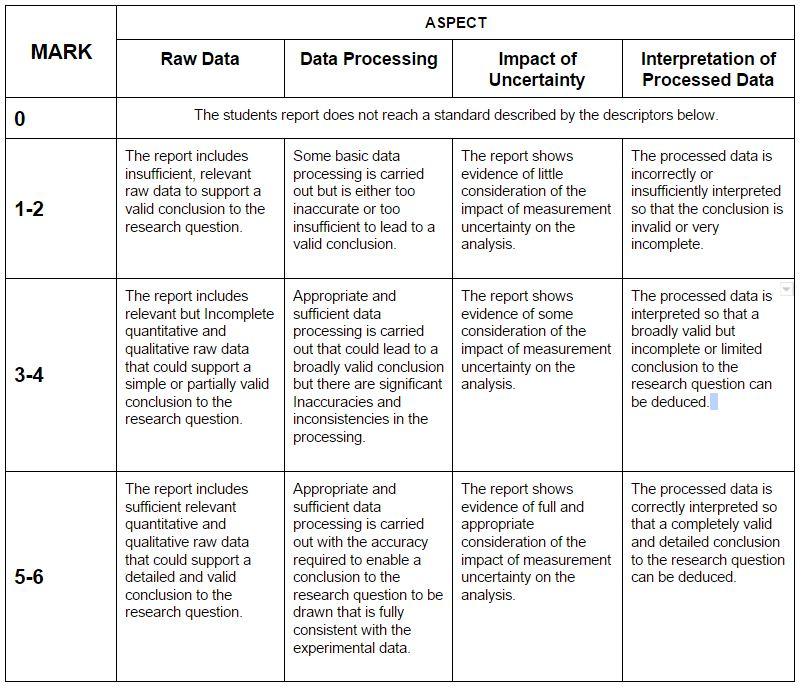 ASPECT
MARK
Raw Data
Data Processing
Impact of
Uncertainty
Interpretation of
Processed Data
0
The students report does not reach a standard described by the descriptors below.
1-2
The report includes
insufficient, relevant
raw data to support a
valid conclusion to the
research question.
Some basic data
processing is carried
out but is either too
inaccurate or too
insufficient to lead to a
valid conclusion.
The report shows
evidence of little
consideration of the
impact of measurement
uncertainty on the
analysis.
The processed data is
incorrectly or
insufficiently interpreted
so that the conclusion is
invalid or very
incomplete.
3-4
The report includes
relevant but Incomplete
quantitative and
qualitative raw data
that could support a
simple or partially valid
conclusion to the
research question.
Appropriate and
sufficient data
processing is carried
out that could lead to a
broadly valid conclusion
but there are significant
Inaccuracies and
inconsistencies in the
processing.
The report shows
evidence of some
consideration of the
impact of measurement
uncertainty on the
analysis.
The processed data is
interpreted so that a
broadly valid but
incomplete or limited
conclusion to the
research question can
be deduced.
5-6
The report includes
sufficient relevant
quantitative and
qualitative raw data
that could support a
detailed and valid
conclusion to the
research question.
Appropriate and
sufficient data
processing is carried
out with the accuracy
required to enable a
conclusion to the
research question to be
drawn that is fully
consistent with the
experimental data.
The report shows
evidence of full and
appropriate
consideration of the
impact of measurement
uncertainty on the
analysis.
The processed data is
correctly interpreted so
that a completely valid
and detailed conclusion
to the research question
can be deduced.